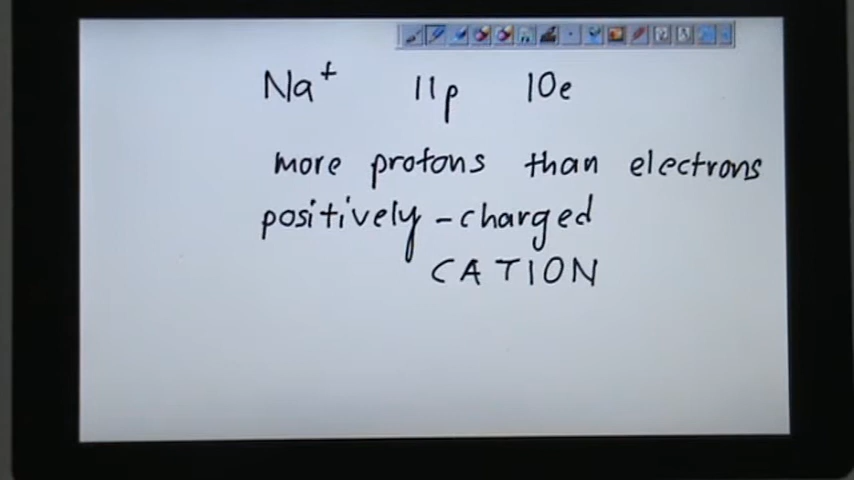 Na⁺ 11p 10e
more protons than electrons
positively-charged
CATION